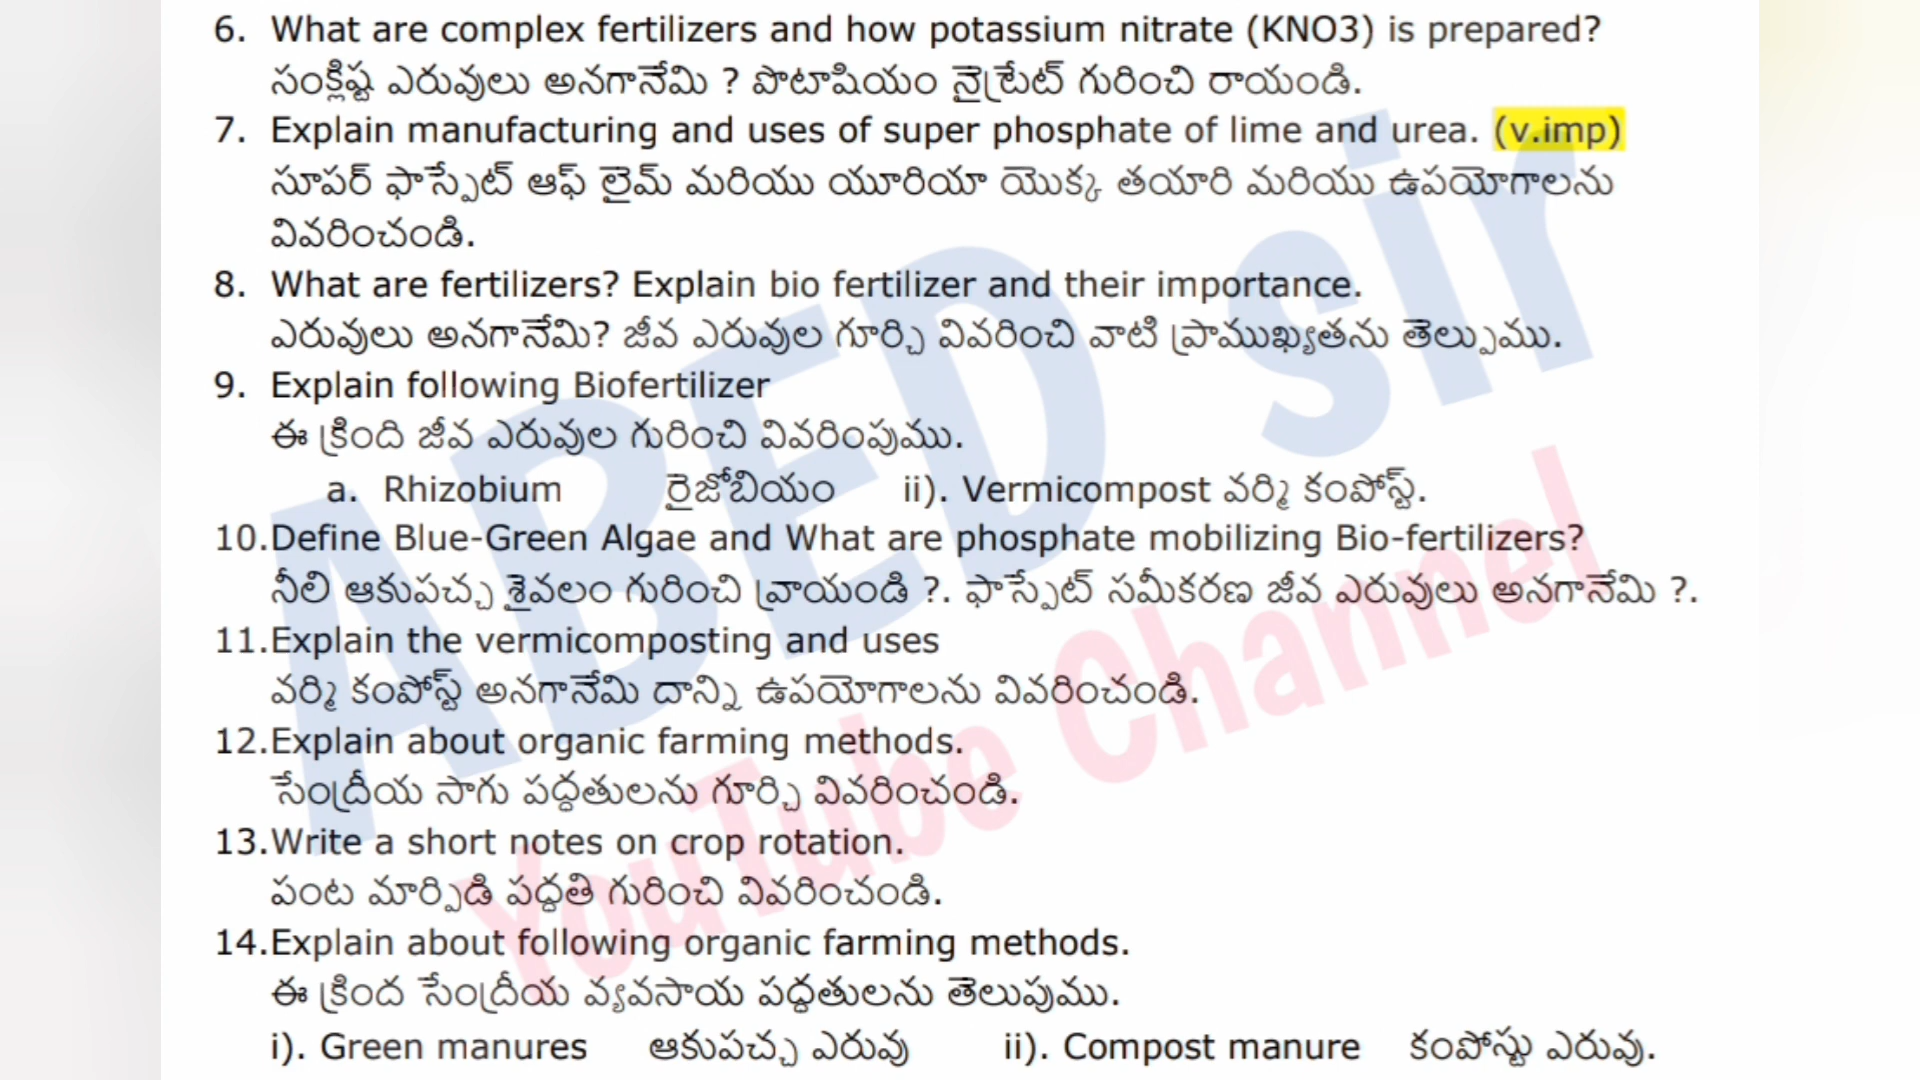 6. What are complex fertilizers and how potassium nitrate (KNO3) is prepared?
సంక్లిష్ట ఎరువులు అనగానేమి ? పొటాషియం నైట్రేట్ గురించి రాయండి.
7. Explain manufacturing and uses of super phosphate of lime and urea. (v.imp)
సూపర్ ఫాస్పేట్ ఆఫ్ లైమ్ మరియు యూరియా యొక్క తయారి మరియు ఉపయోగాలను
వివరించండి.
8. What are fertilizers? Explain bio fertilizer and their importance.
ఎరువులు అనగానేమి? జీవ ఎరువుల గూర్చి వివరించి వాటి ప్రాముఖ్యతను తెల్పుము.
9. Explain following Biofertilizer
ఈ క్రింది జీవ ఎరువుల గురించి వివరింపుము.
a. Rhizobium రైజోబియం ii). Vermicompost వర్మి కంపోస్ట్.
10.Define Blue-Green Algae and What are phosphate mobilizing Bio-fertilizers?
నీలి ఆకుపచ్చ శైవలం గురించి వ్రాయండి ?. ఫాస్పేట్ సమీకరణ జీవ ఎరువులు అనగానేమి ?.
11.Explain the vermicomposting and uses
వర్మి కంపోస్ట్ అనగానేమి దాన్ని ఉపయోగాలను వివరించండి.
12.Explain about organic farming methods.
సేంద్రీయ సాగు పద్ధతులను గూర్చి వివరించండి.
13.Write a short notes on crop rotation.
పంట మార్పిడి పద్ధతి గురించి వివరించండి.
14.Explain about following organic farming methods.
ఈ క్రింద సేంద్రీయ వ్యవసాయ పద్ధతులను తెలుపుము.
i). Green manures ఆకుపచ్చ ఎరువు ii). Compost manure కంపోస్టు ఎరువు.
ABED sir
YouTube Channel